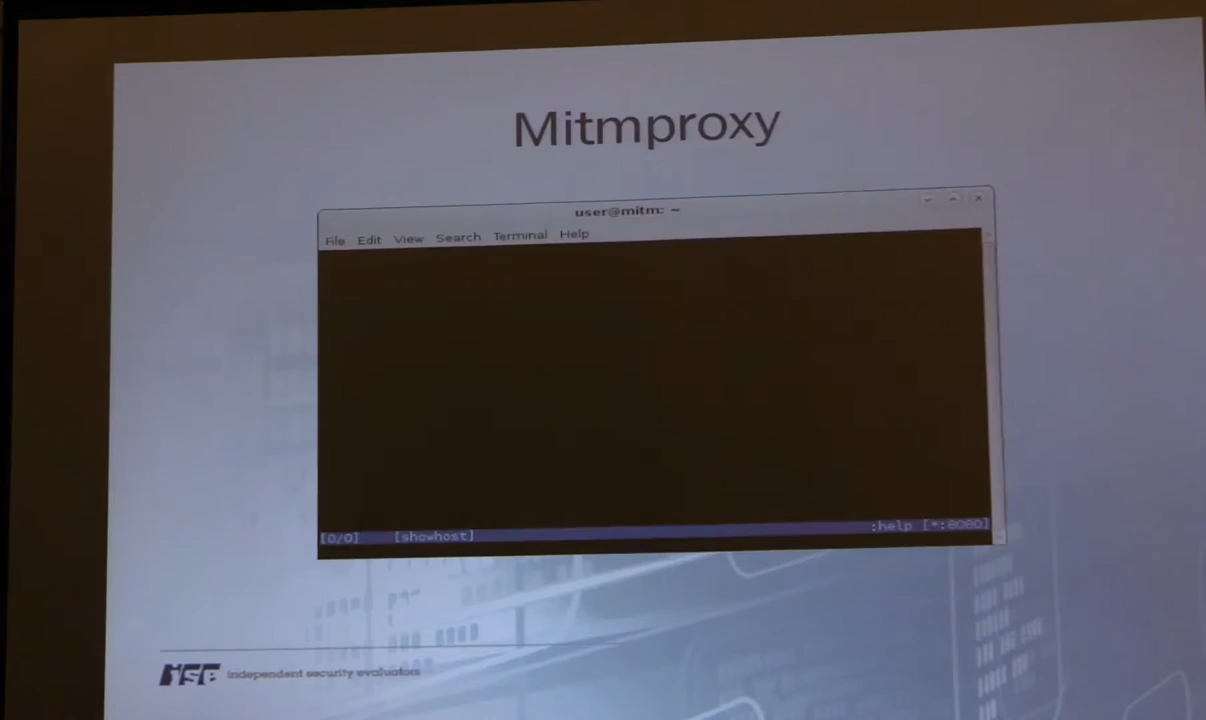 Mitmproxy
user@mitm: ~
File Edit View Search Terminal Help
[0/0] [showhost] :help [*:8080]
ise independent security evaluators